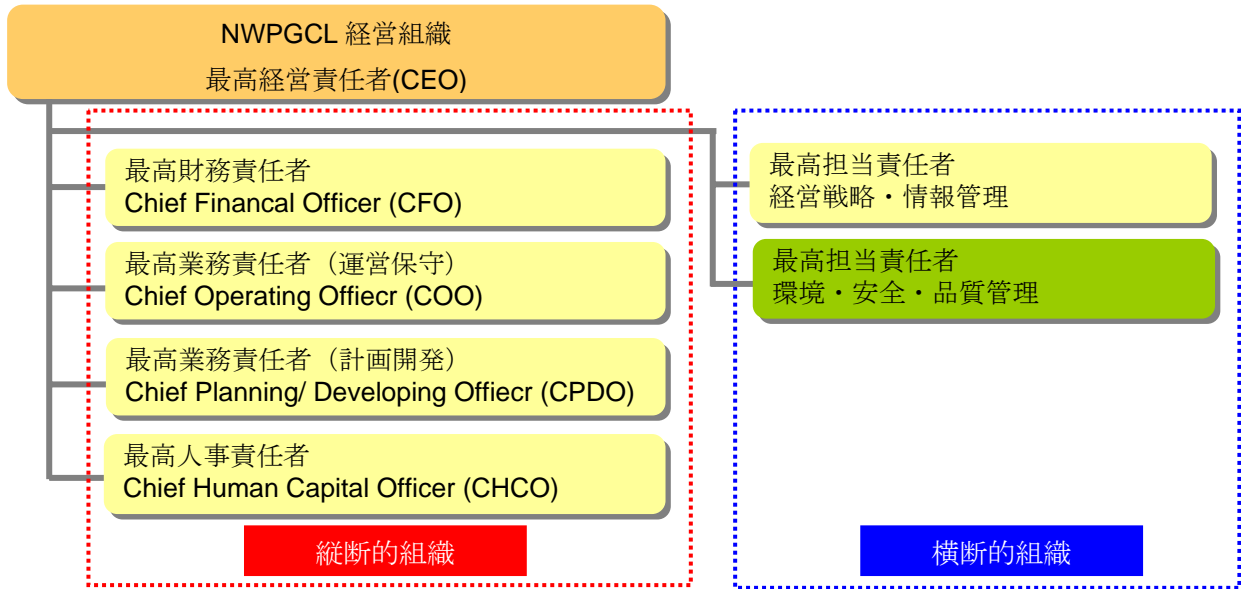 NWPGCL 経営組織
最高経営責任者(CEO)
最高財務責任者
Chief Financal Officer (CFO)
最高業務責任者（運営保守）
Chief Operating Offiecr (COO)
最高業務責任者（計画開発）
Chief Planning/ Developing Offiecr (CPDO)
最高人事責任者
Chief Human Capital Officer (CHCO)
縦断的組織
最高担当責任者
経営戦略・情報管理
最高担当責任者
環境・安全・品質管理
横断的組織